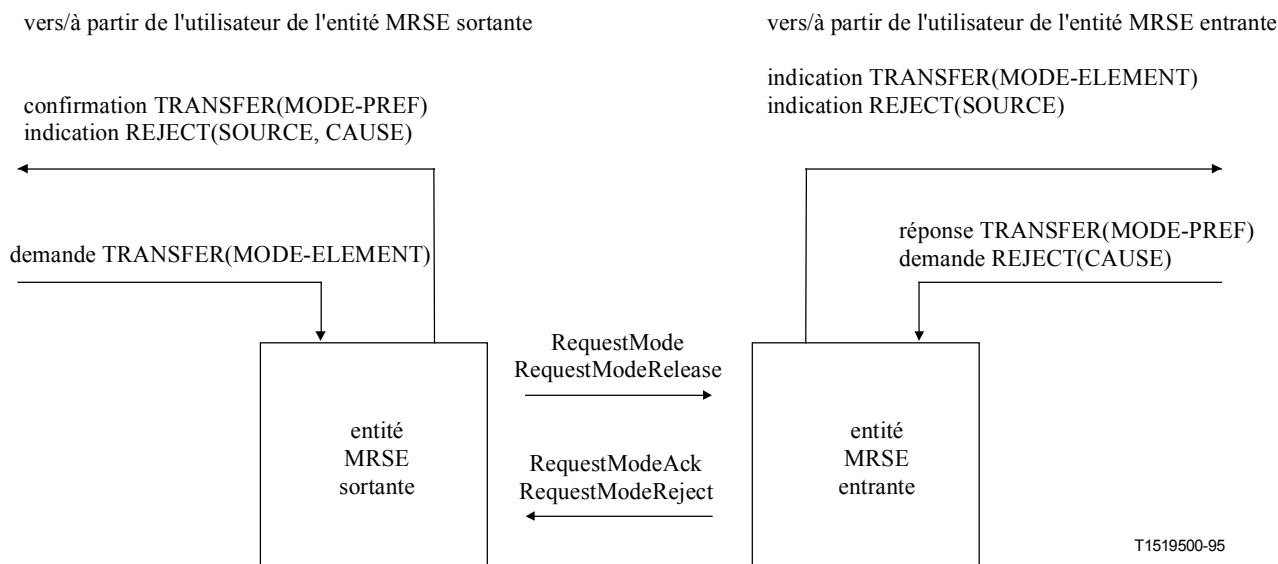 vers/à partir de l'utilisateur de l'entité MRSE sortante
vers/à partir de l'utilisateur de l'entité MRSE entrante
confirmation TRANSFER(MODE-PREF)
indication REJECT(SOURCE, CAUSE)
indication TRANSFER(MODE-ELEMENT)
indication REJECT(SOURCE)
demande TRANSFER(MODE-ELEMENT)
réponse TRANSFER(MODE-PREF)
demande REJECT(CAUSE)
RequestMode
RequestModeRelease
entité
MRSE
sortante
RequestModeAck
RequestModeReject
entité
MRSE
entrante
T1519500-95